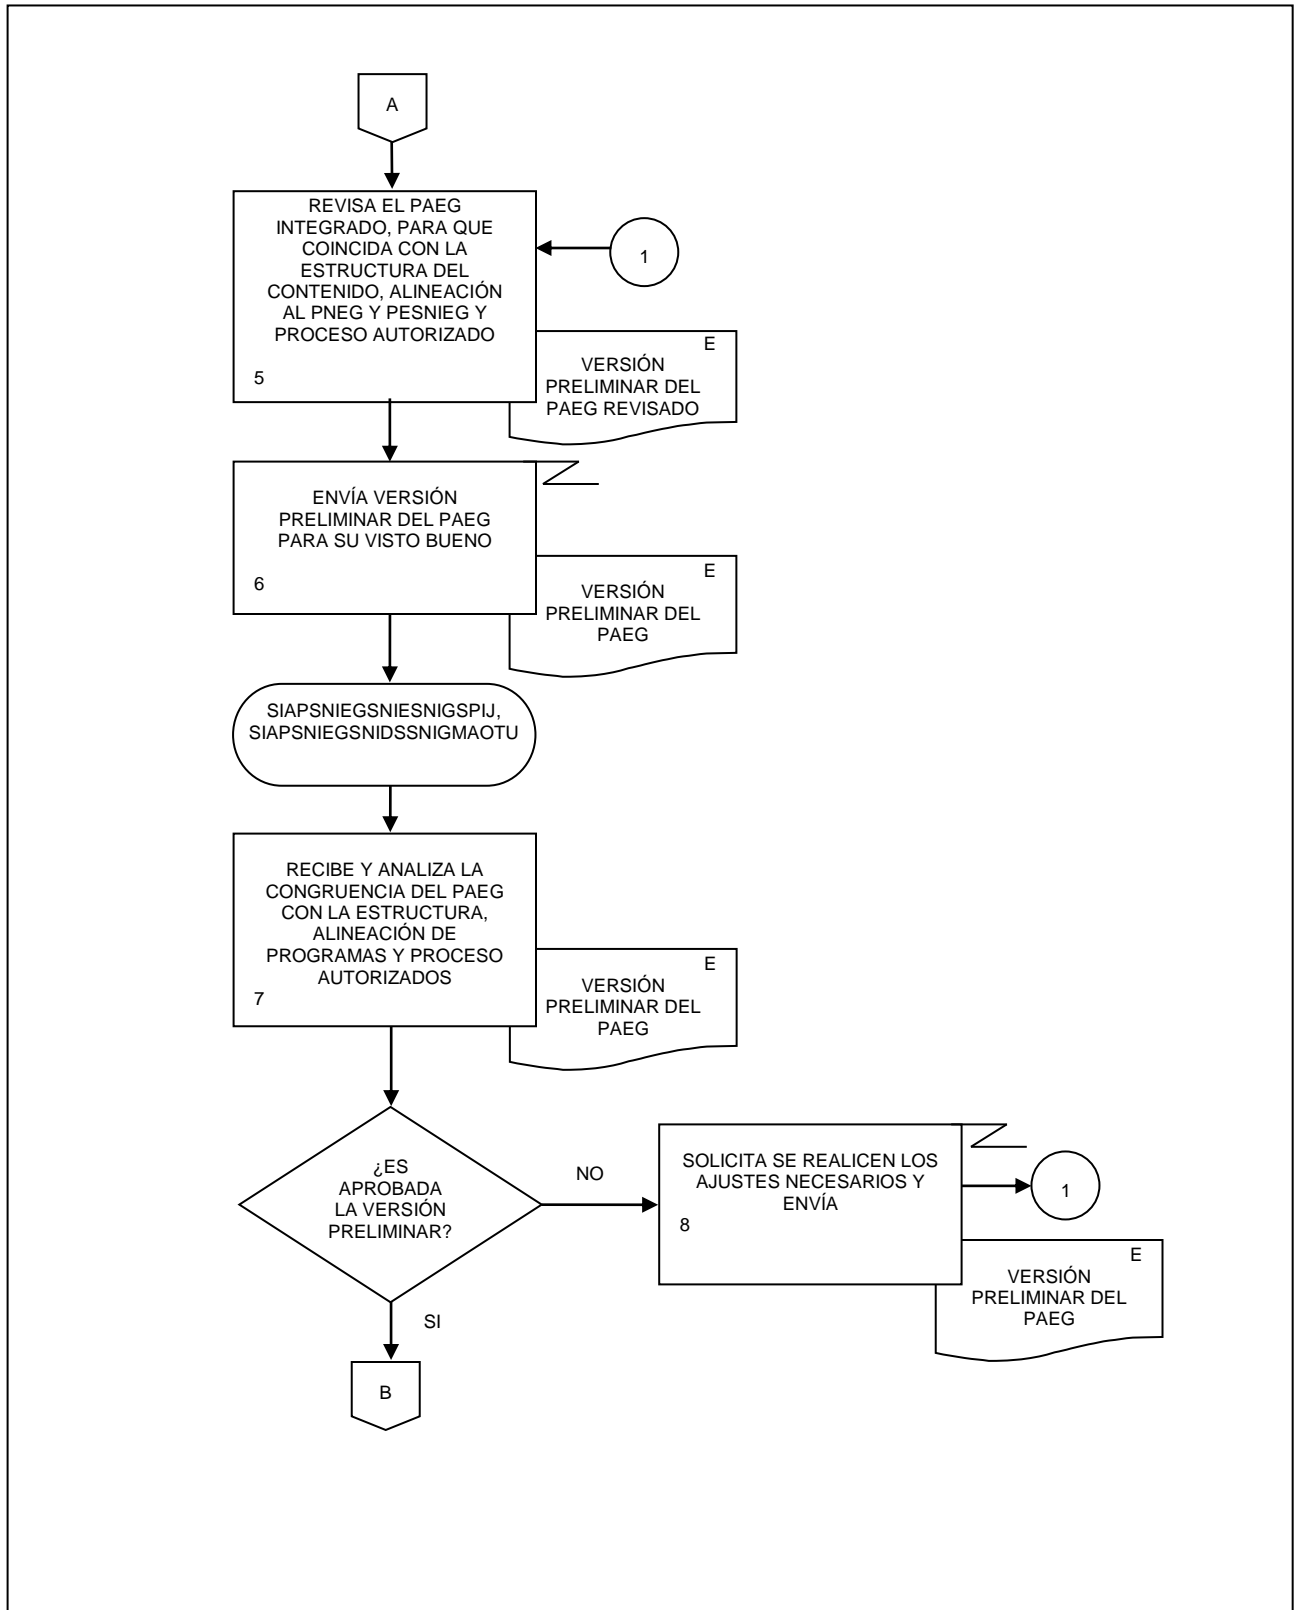 A
REVISA EL PAEG
INTEGRADO, PARA QUE
COINCIDA CON LA
ESTRUCTURA DEL
CONTENIDO, ALINEACIÓN
AL PNEG Y PESNIEG Y
PROCESO AUTORIZADO
5
1
E
VERSIÓN
PRELIMINAR DEL
PAEG REVISADO
ENVÍA VERSIÓN
PRELIMINAR DEL PAEG
PARA SU VISTO BUENO
6
E
VERSIÓN
PRELIMINAR DEL
PAEG
SIAPSNIEGSNIESNIGSPIJ,
SIAPSNIEGSNIDSSNIGMAOTU
RECIBE Y ANALIZA LA
CONGRUENCIA DEL PAEG
CON LA ESTRUCTURA,
ALINEACIÓN DE
PROGRAMAS Y PROCESO
AUTORIZADOS
7
E
VERSIÓN
PRELIMINAR DEL
PAEG
¿ES
APROBADA
LA VERSIÓN
PRELIMINAR?
NO
SOLICITA SE REALICEN LOS
AJUSTES NECESARIOS Y
ENVÍA
8
1
E
VERSIÓN
PRELIMINAR DEL
PAEG
SI
B